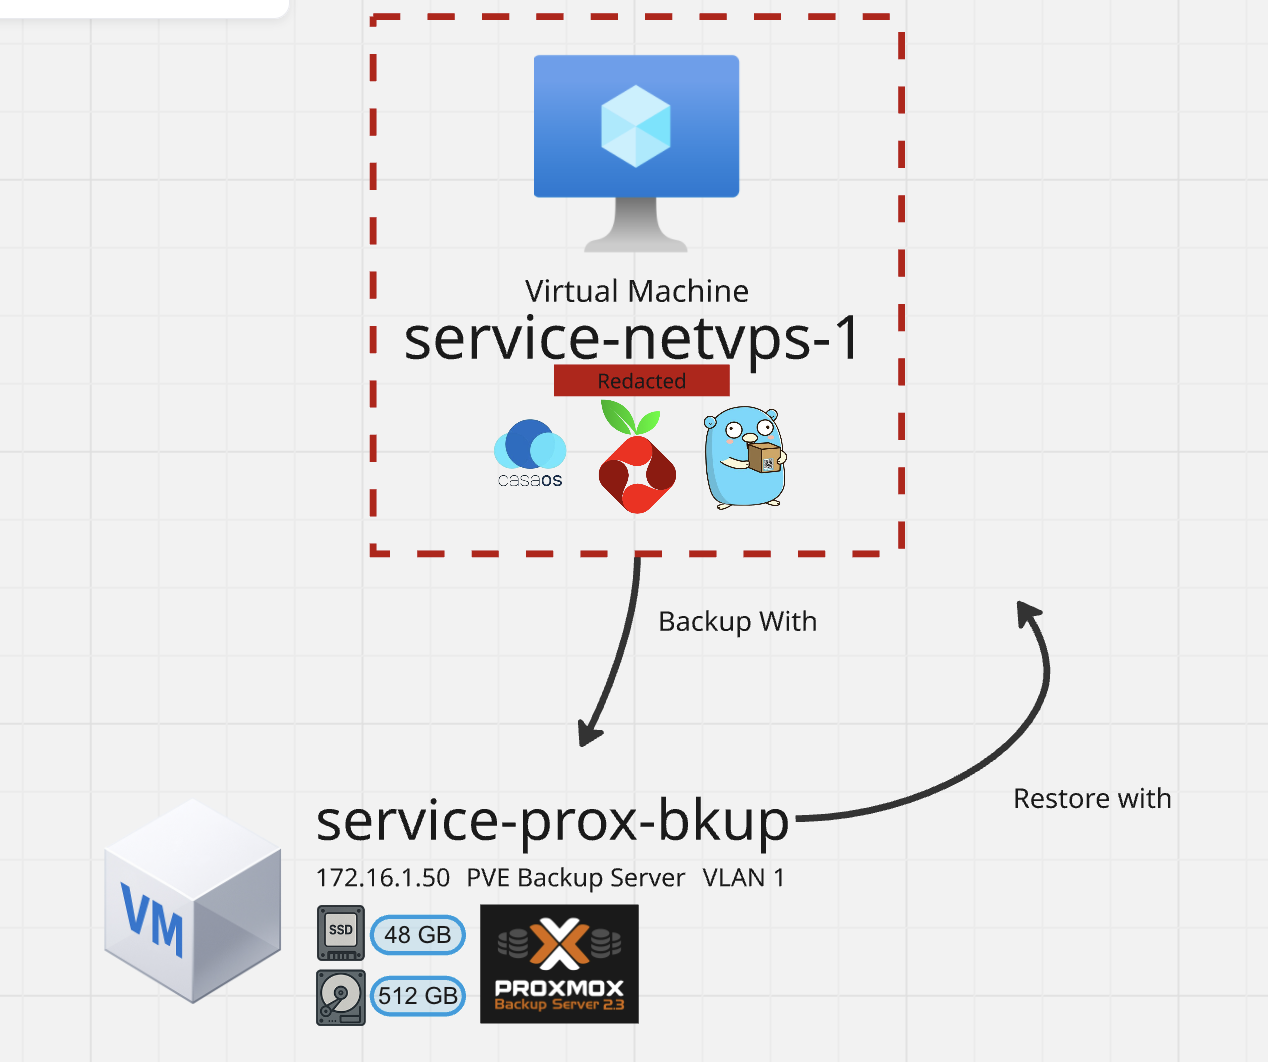 Virtual Machine
service-netvps-1
Redacted
casaos
Backup With
Restore with
service-prox-bkup
172.16.1.50 PVE Backup Server VLAN 1
VM
SSD
48 GB
512 GB
PROXMOX
Backup Server 2.3